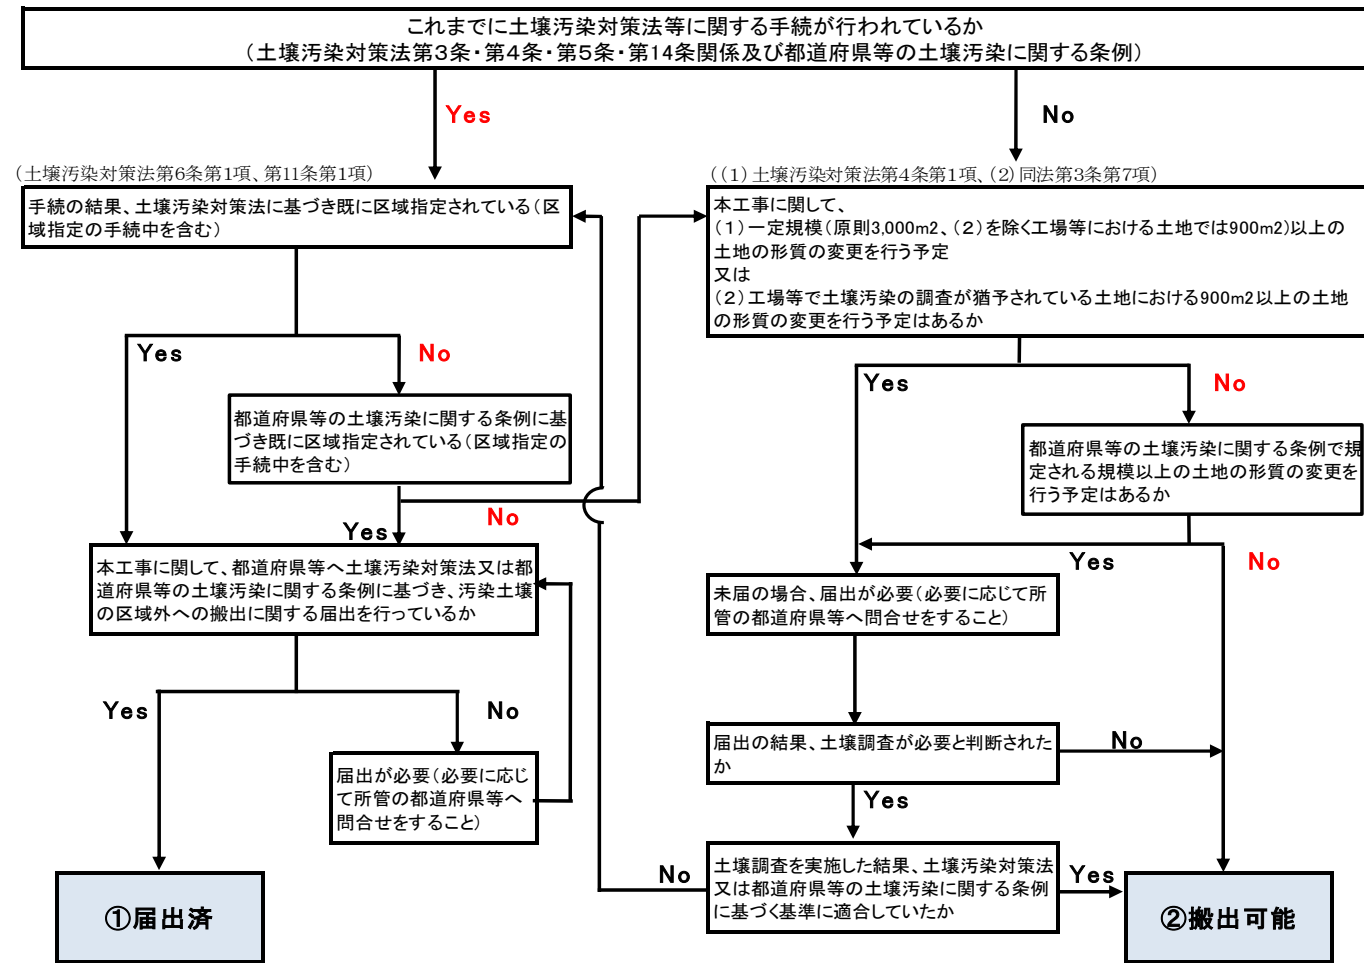 これまでに土壌汚染対策法等に関する手続が行われているか
（土壌汚染対策法第3条・第4条・第5条・第14条関係及び都道府県等の土壌汚染に関する条例）
Yes
No
（土壌汚染対策法第6条第1項、第11条第1項）
（（1）土壌汚染対策法第4条第1項、（2）同法第3条第7項）
手続の結果、土壌汚染対策法に基づき既に区域指定されている（区
域指定の手続中を含む）
本工事に関して、
（1）一定規模（原則3,000m2、（2）を除く工場等における土地では900m2）以上の
土地の形質の変更を行う予定
又は
（2）工場等で土壌汚染の調査が猶予されている土地における900m2以上の土地
の形質の変更を行う予定はあるか
Yes
No
Yes
No
都道府県等の土壌汚染に関する条例に基
づき既に区域指定されている（区域指定の
手続中を含む）
都道府県等の土壌汚染に関する条例で規
定される規模以上の土地の形質の変更を
行う予定はあるか
Yes
No
Yes
No
本工事に関して、都道府県等へ土壌汚染対策法又は都
道府県等の土壌汚染に関する条例に基づき、汚染土壌
の区域外への搬出に関する届出を行っているか
未届の場合、届出が必要（必要に応じて所
管の都道府県等へ問合せをすること）
Yes
No
届出の結果、土壌調査が必要と判断された
か
No
Yes
届出が必要（必要に応じ
て所管の都道府県等へ
問合せをすること）
土壌調査を実施した結果、土壌汚染対策法
又は都道府県等の土壌汚染に関する条例
に基づく基準に適合していたか
No
Yes
①届出済
②搬出可能